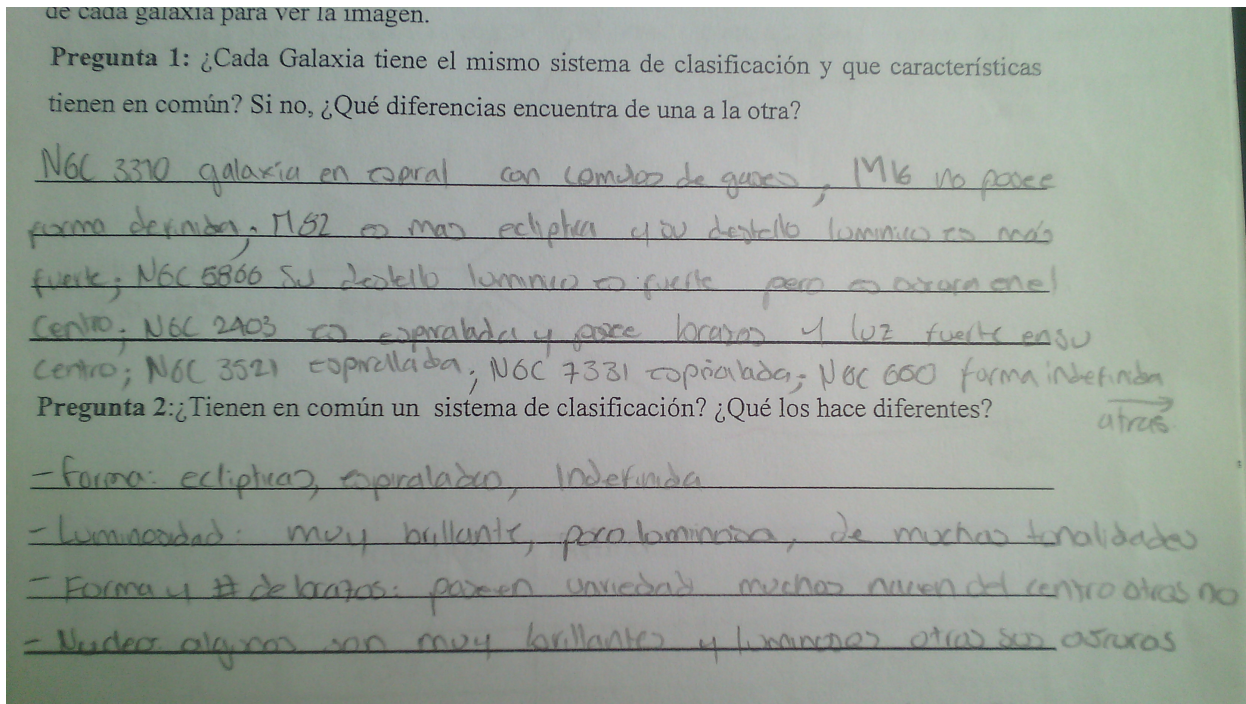 de cada galaxia para ver la imagen.
Pregunta 1: ¿Cada Galaxia tiene el mismo sistema de clasificación y que características
tienen en común? Si no, ¿Qué diferencias encuentra de una a la otra?
NGC 3310 galaxia en espiral con comulos de gases, M16 no posee
forma definida. M82 es mas ecliptica y su destello luminico es más
fuerte; NGC 5866 su destello luminico es fuerte pero es oscura en el
Centro. NGC 2403 es espiralada y posee brazos y luz fuerte en su
centro; NGC 3521 espirallada; NGC 7331 espiralada; NGC 660 forma indefinida
Pregunta 2:¿Tienen en común un sistema de clasificación? ¿Qué los hace diferentes?
atras
- Forma: eclipticas, espiraladas, Indefinida
- Luminosidad: muy brillante, poco luminosa, de muchas tonalidades
- Forma y # de brazos: poseen variedad muchos nacen del centro otras no
- Nucleo: algunos son muy brillantes y luminosos otras sus oscuras